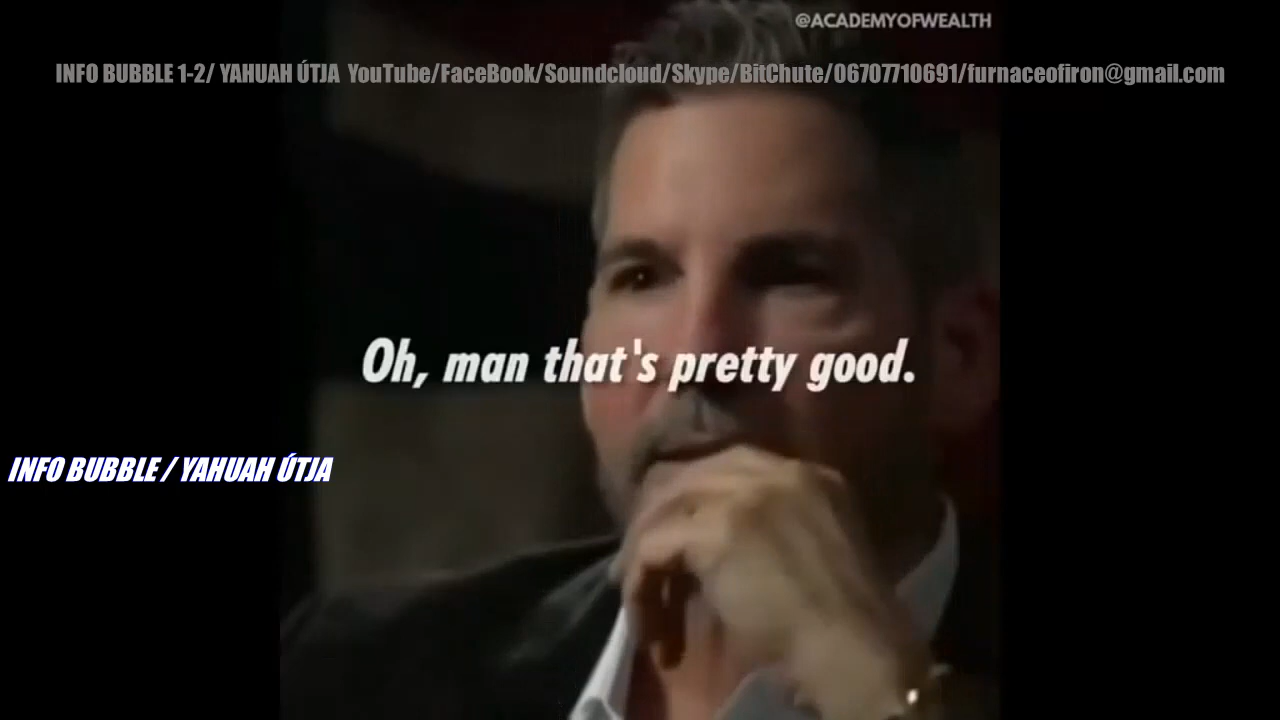 @ACADEMYOFWEALTH
INFO BUBBLE 1-2/ YAHUAH ÚTJA YouTube/FaceBook/Soundcloud/Skype/BitChute/06707710691/furnaceofiron@gmail.com
Oh, man that's pretty good.
INFO BUBBLE / YAHUAH ÚTJA